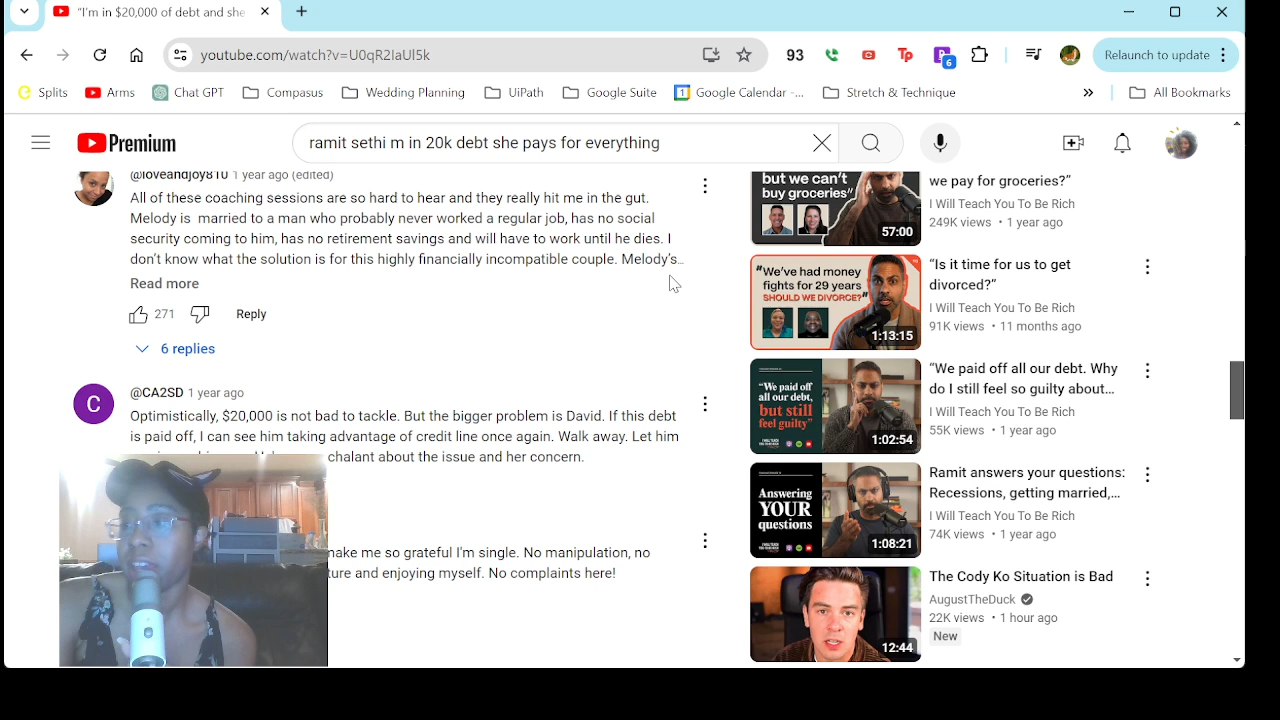 "I'm in $20,000 of debt and she
youtube.com/watch?v=U0qR2IaUl5k
93
Tp
6
Relaunch to update
Splits
Arms
Chat GPT
Compasus
Wedding Planning
UiPath
Google Suite
1
Google Calendar -...
Stretch & Technique
»
All Bookmarks
Premium
ramit sethi m in 20k debt she pays for everything
@loveandjoy810 1 year ago (edited)
All of these coaching sessions are so hard to hear and they really hit me in the gut.
Melody is married to a man who probably never worked a regular job, has no social
security coming to him, has no retirement savings and will have to work until he dies. I
don't know what the solution is for this highly financially incompatible couple. Melody's...
Read more
271
Reply
6 replies
C
@CA2SD 1 year ago
Optimistically, $20,000 is not bad to tackle. But the bigger problem is David. If this debt
is paid off, I can see him taking advantage of credit line once again. Walk away. Let him
chalant about the issue and her concern.
make me so grateful I'm single. No manipulation, no
ture and enjoying myself. No complaints here!
but we can't
buy groceries"
57:00
we pay for groceries?"
I Will Teach You To Be Rich
249K views • 1 year ago
"We've had money
fights for 29 years
SHOULD WE DIVORCE?"
1:13:15
"Is it time for us to get
divorced?"
I Will Teach You To Be Rich
91K views • 11 months ago
"We paid off
all our debt,
but still
feel guilty"
1:02:54
"We paid off all our debt. Why
do I still feel so guilty about...
I Will Teach You To Be Rich
55K views • 1 year ago
Answering
YOUR
questions
1:08:21
Ramit answers your questions:
Recessions, getting married,...
I Will Teach You To Be Rich
74K views • 1 year ago
12:44
The Cody Ko Situation is Bad
AugustTheDuck
22K views • 1 hour ago
New